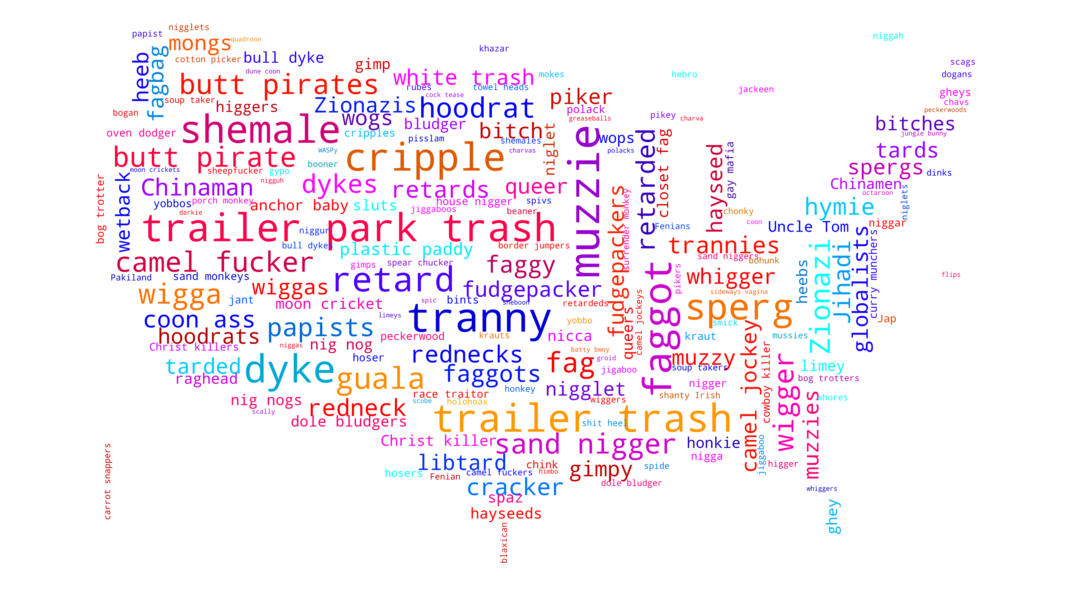 nigglets
papist
mongs
quadroon
cotton picker
bull dyke
khazar
niggah
heeb
fagbag
dune coon
gimp
scags
dogans
butt pirates
white trash
mokes
hebro
rubes
towel heads
jackeen
gheys
chavs
soup taker
higgers
Zionazis
cock tease
hoodrat
piker
polack
peckerwoods
bogan
wogs
bludger
greaseballs
pikey
charva
bitches
oven dodger
shemale
cripples
pisslam
bitch
shemales
wops
jungle bunny
butt pirate
WASPy
cripple
charvas
niglet
polacks
muzzie
retarded
closet fag
hayseed
gay mafia
tards
moon crickets
sheepfucker
gypo
booner
spergs
dinks
bog trotter
wetback
Chinaman
nigguh
dykes
retards
queer
Chinamen
octaroon
niglets
yobbos
porch monkey
anchor baby
sluts
house nigger
spivs
fudgepackers
surrender monkey
chonky
hymie
darkie
jiggaboos
beaner
coon
niggar
trailer park trash
niggur
Fenians
Uncle Tom
bull dykes
plastic paddy
border jumpers
trannies
sand niggers
bohunk
camel fucker
gimps
spear chucker
faggy
faggot
pikers
whigger
heebs
Zionazi
Jihadi
globalists
curry munchers
flips
Pakiland
sand monkeys
wiggas
retard
fudgepacker
sideways vagina
wigga
jant
moon cricket
spic
bints
sheboon
retardeds
sperg
coon ass
papists
limeys
tranny
yobbo
queers
camel jockeys
smick
Jap
hoodrats
peckerwood
krauts
nicca
kraut
mussies
Christ killers
niggas
nig nog
hoser
rednecks
batty bwoy
groid
muzzy
camel jockey
cowboy killer
wigger
limey
tarded
dyke
faggots
fag
jigaboo
soup takers
bog trotters
raghead
guala
honkey
nigglet
nigger
whores
nig nogs
race traitor
wiggers
shanty Irish
scally
redneck
scobe
holohoax
trailer trash
muzzies
dole bludgers
shit heel
Christ killer
sand nigger
honkie
jiggaboo
carrot snappers
libtard
chink
nigga
hosers
Fenian
camel fuckers
himbo
gimpy
spide
higger
cracker
dole bludger
whiggers
spaz
hayseeds
ghey
blaxican